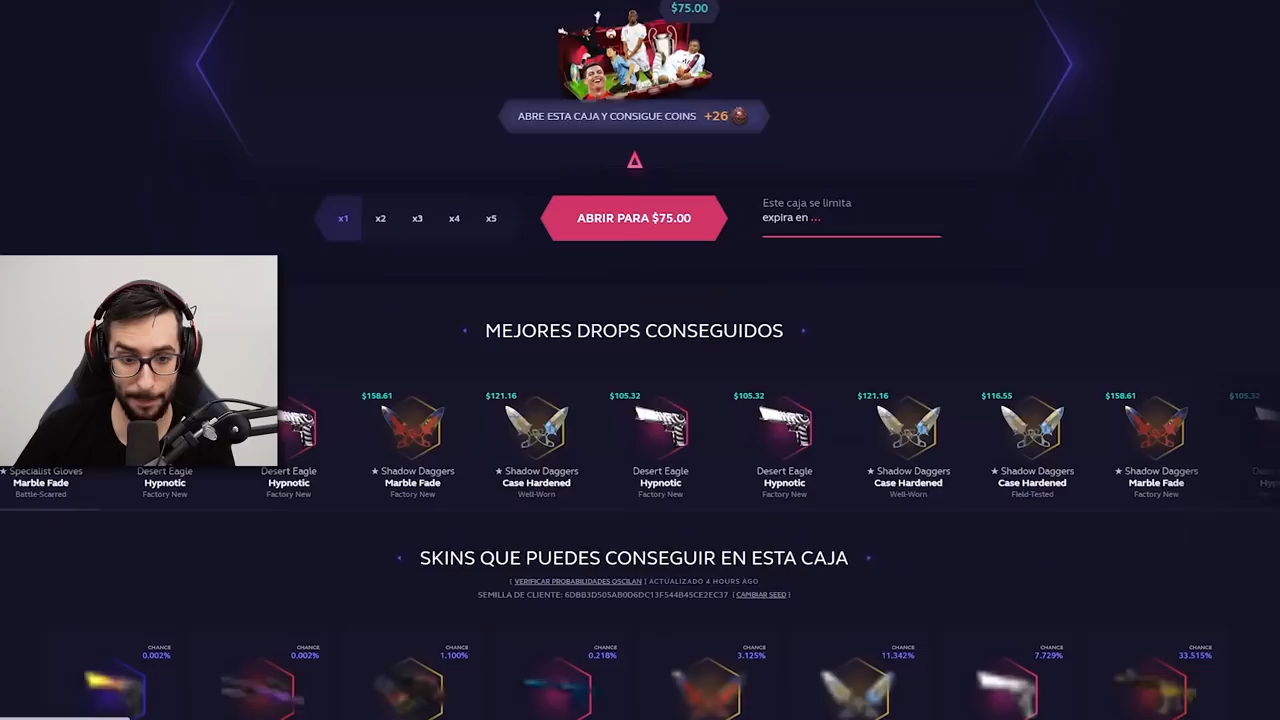 $75.00
ABRE ESTA CAJA Y CONSIGUE COINS +26
x1 x2 x3 x4 x5
ABRIR PARA $75.00
Este caja se limita
expira en ...
MEJORES DROPS CONSEGUIDOS
$158.61 $121.16 $105.32 $105.32 $121.16 $116.55 $158.61 $105.32
★ Specialist Gloves Desert Eagle Desert Eagle ★ Shadow Daggers ★ Shadow Daggers Desert Eagle Desert Eagle ★ Shadow Daggers ★ Shadow Daggers ★ Shadow Daggers
Marble Fade Hypnotic Hypnotic Marble Fade Case Hardened Hypnotic Hypnotic Case Hardened Case Hardened Marble Fade
Battle-Scarred Factory New Factory New Factory New Well-Worn Factory New Factory New Well-Worn Field-Tested Factory New
SKINS QUE PUEDES CONSEGUIR EN ESTA CAJA
[ VERIFICAR PROBABILIDADES OSCILAN ] ACTUALIZADO 4 HOURS AGO
SEMILLA DE CLIENTE: 6DBB3D505AB0D6DC13F544B45CE2EC37 [ CAMBIAR SEED ]
CHANCE CHANCE CHANCE CHANCE CHANCE CHANCE CHANCE CHANCE
0.002% 0.002% 1.100% 0.218% 3.125% 11.342% 7.729% 33.515%